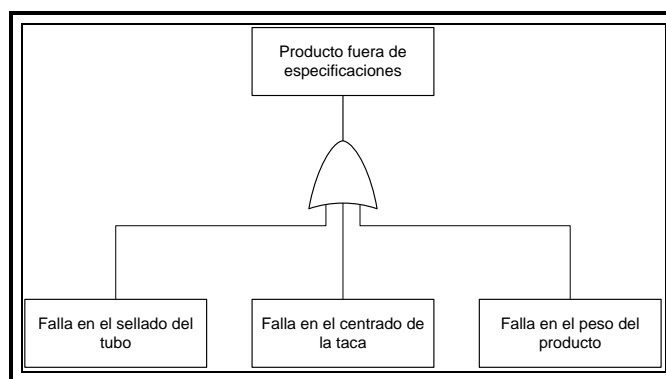 Producto fuera de
especificaciones
Falla en el sellado del
tubo
Falla en el centrado de
la taca
Falla en el peso del
producto